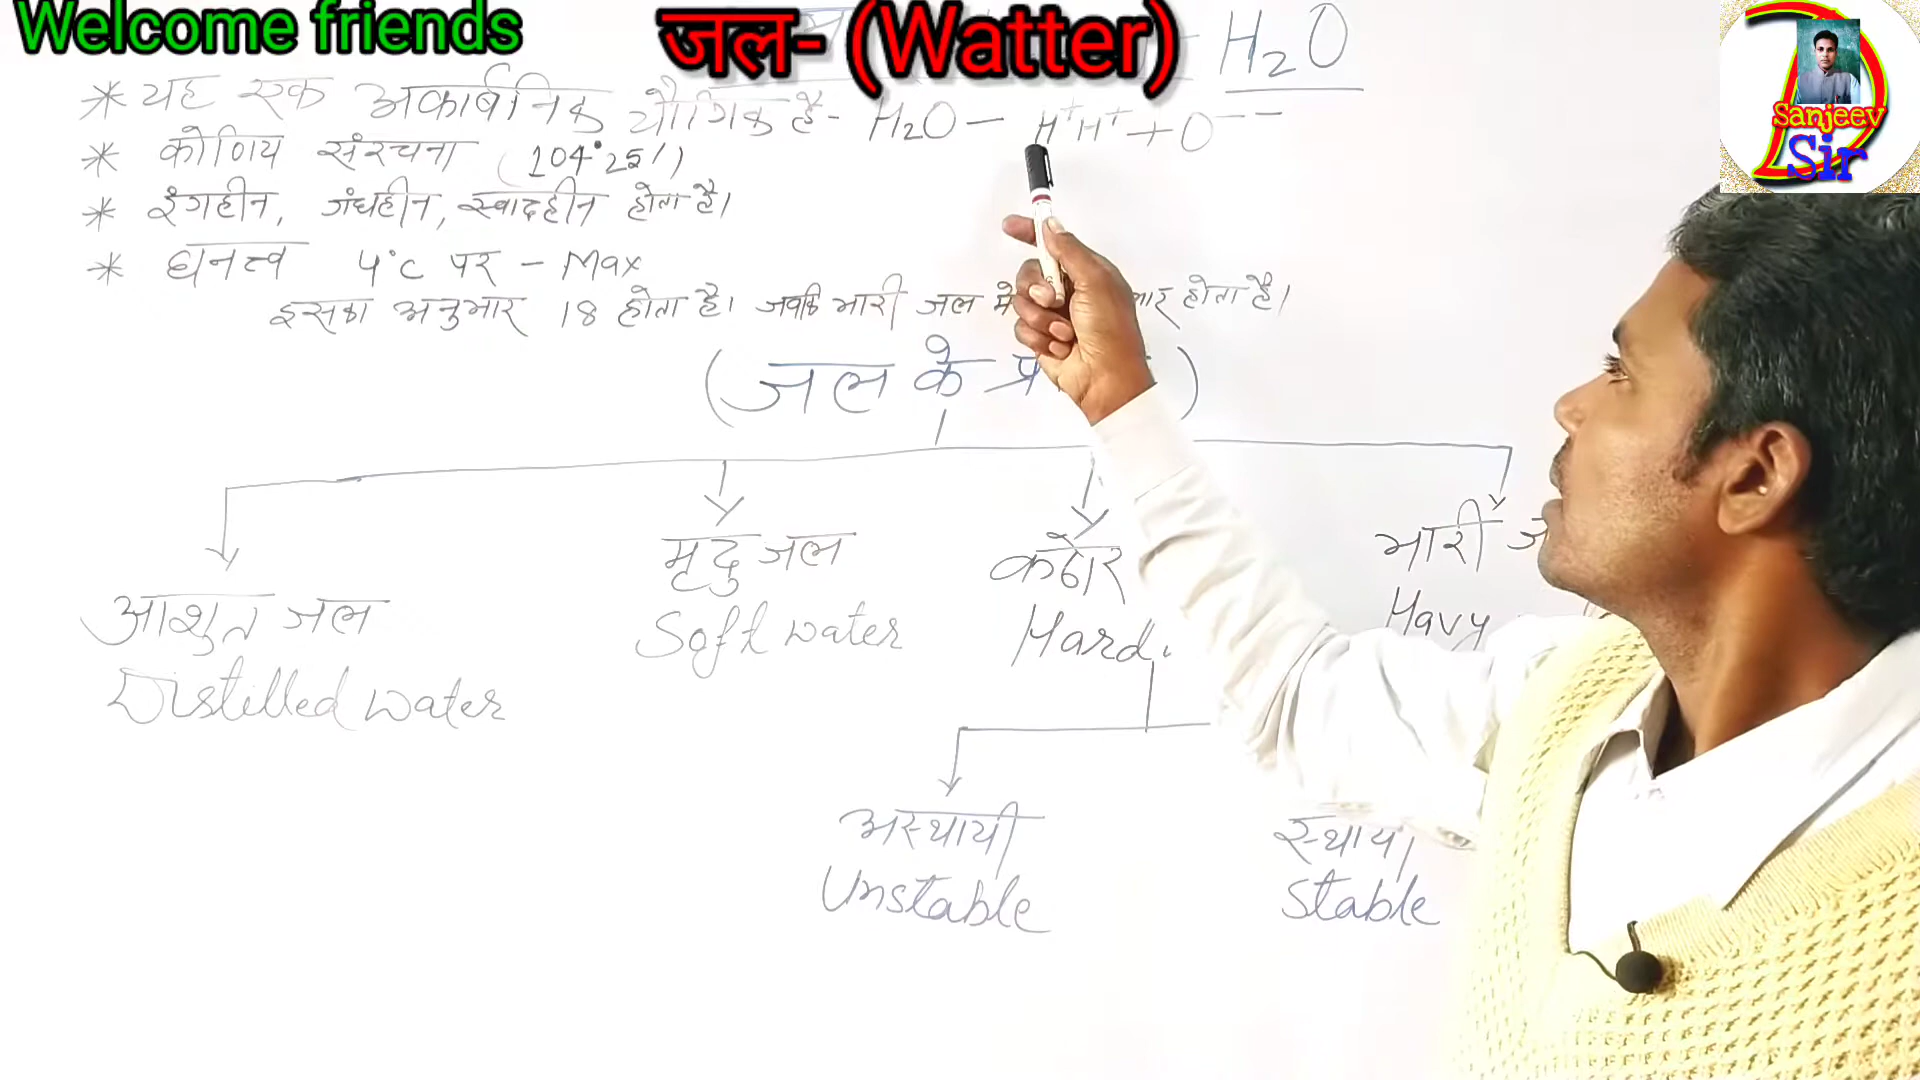 Welcome friends
जल- (Watter)
H₂O
Sanjeev
Sir
* यह एक अकार्बनिक यौगिक है- H₂O – H⁺H⁺ + O⁻⁻
* कोणिय संरचना (104°25')
* रंगहीन, गंधहीन, स्वादहीन होता है।
* घनत्व 4°C पर – Max
इसका अनुभार 18 होता है। जबकि भारी जल में होता है।
(जल के
आशुत जल
Distilled water
मृदु जल
Soft water
कठोर
Hard
भारी
Havy
अस्थायी
Unstable
स्थायी
Stable